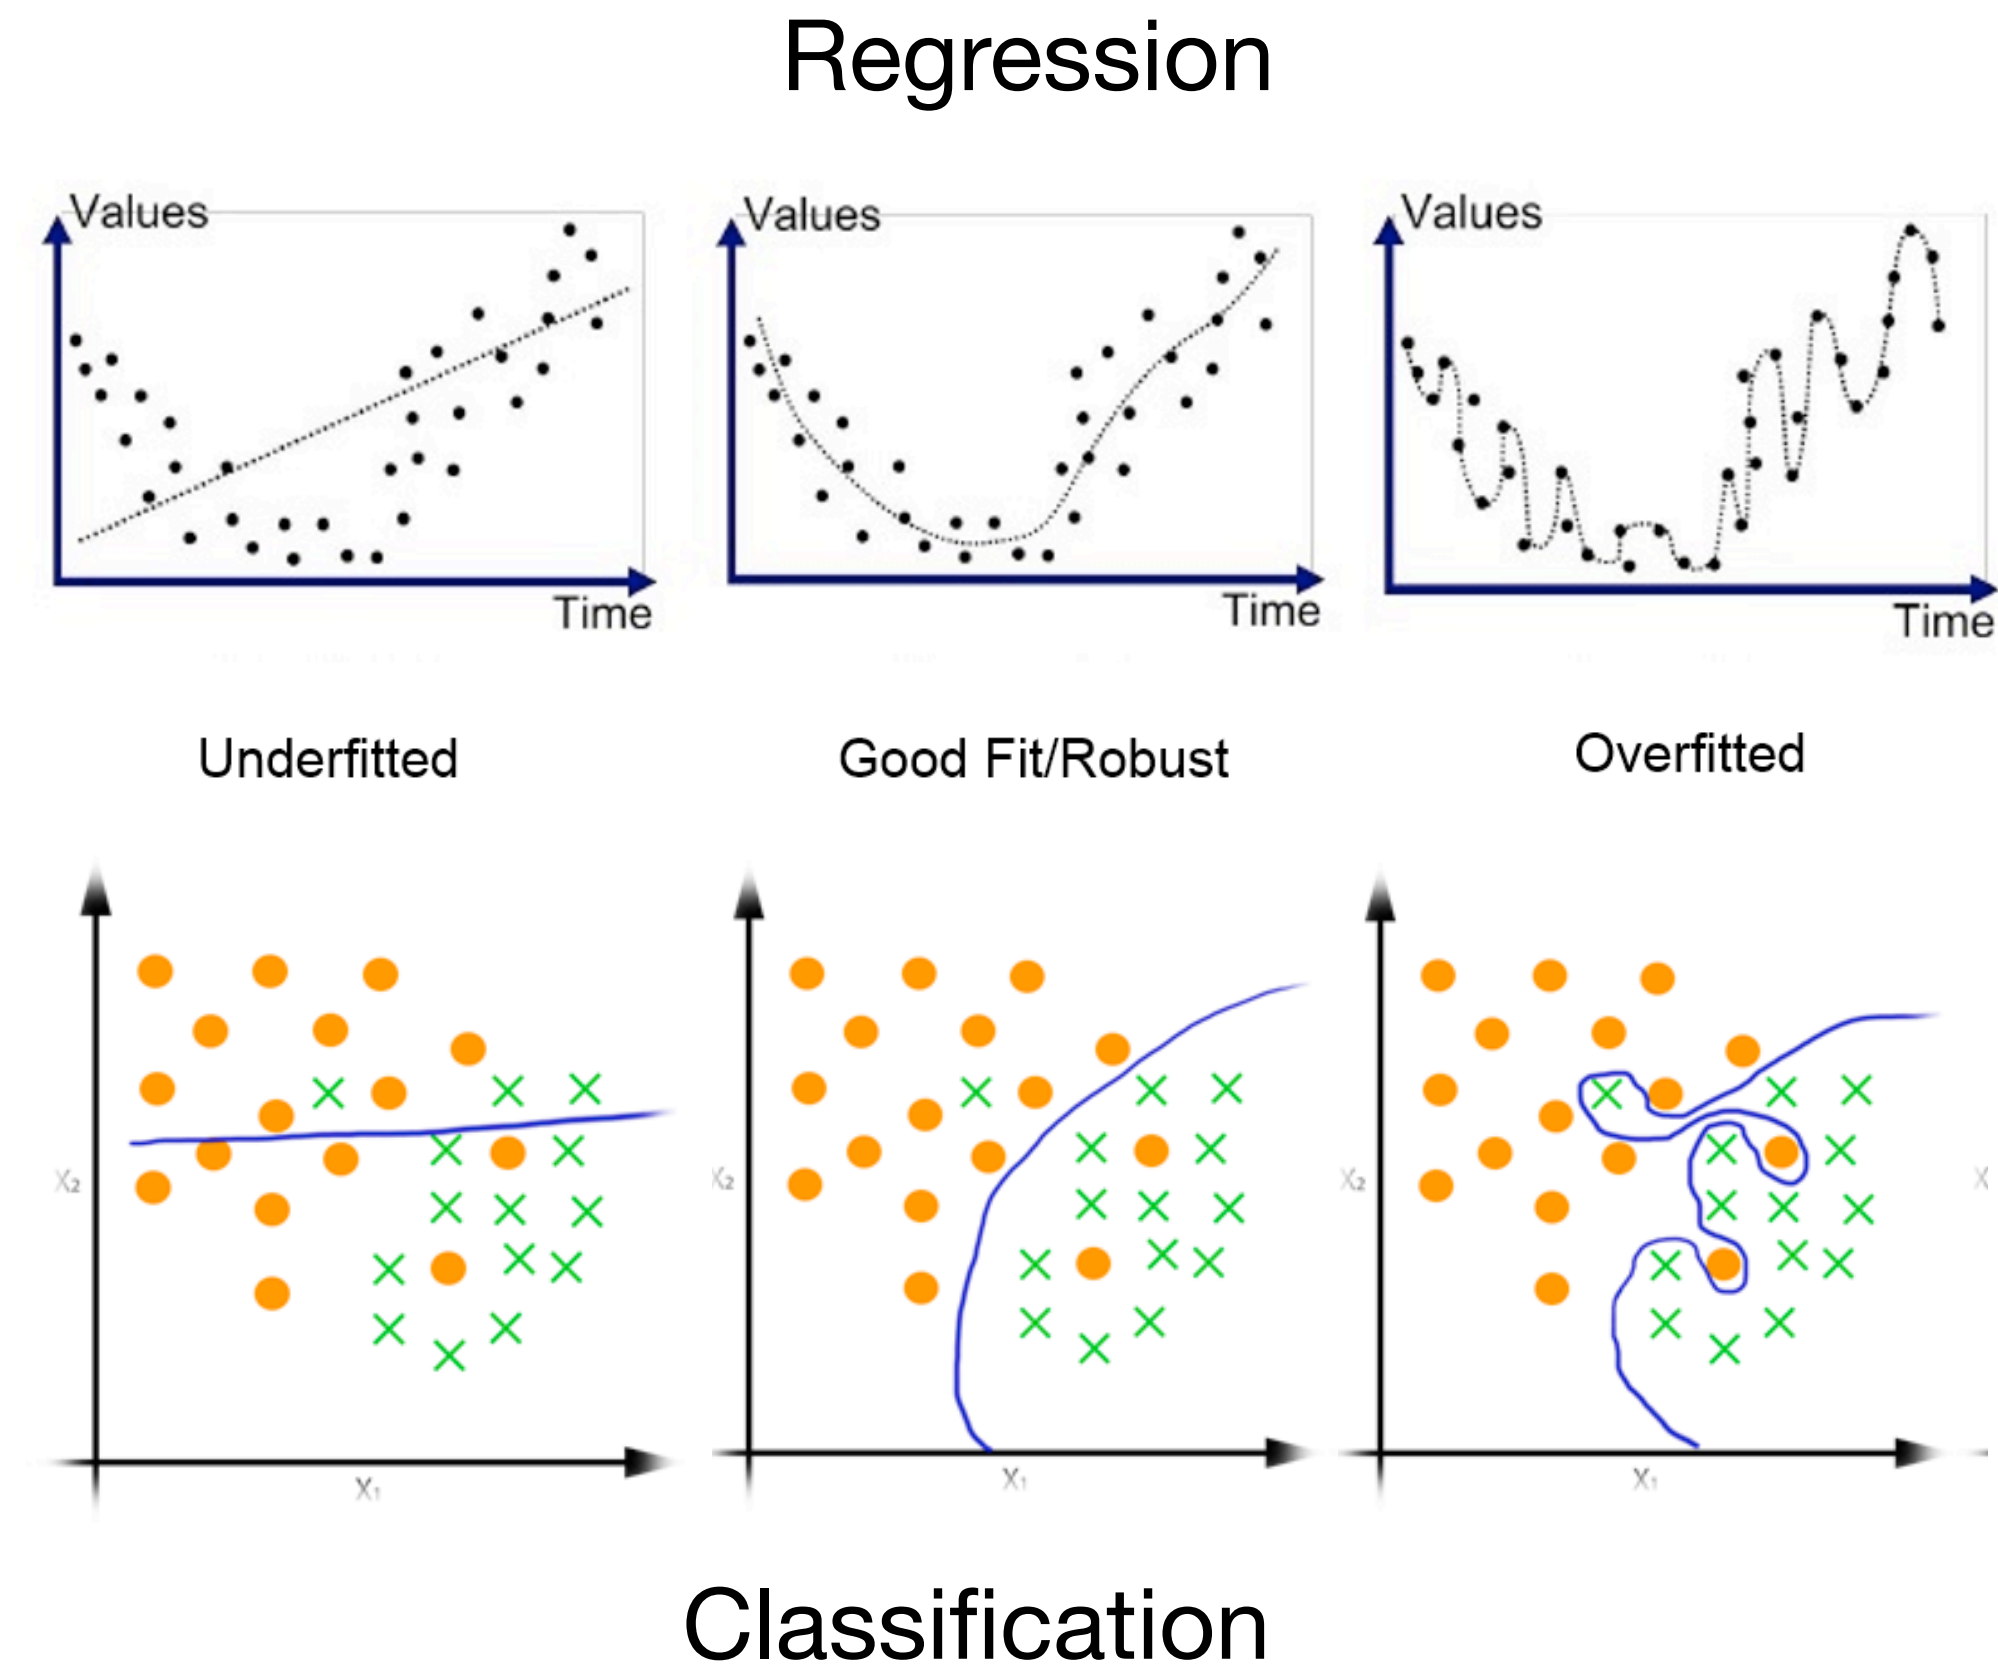 Regression
Values
Values
Values
Time
Time
Time
Underfitted
Good Fit/Robust
Overfitted
X₂
X₂
X₂
X
X₁
X₁
X₁
Classification